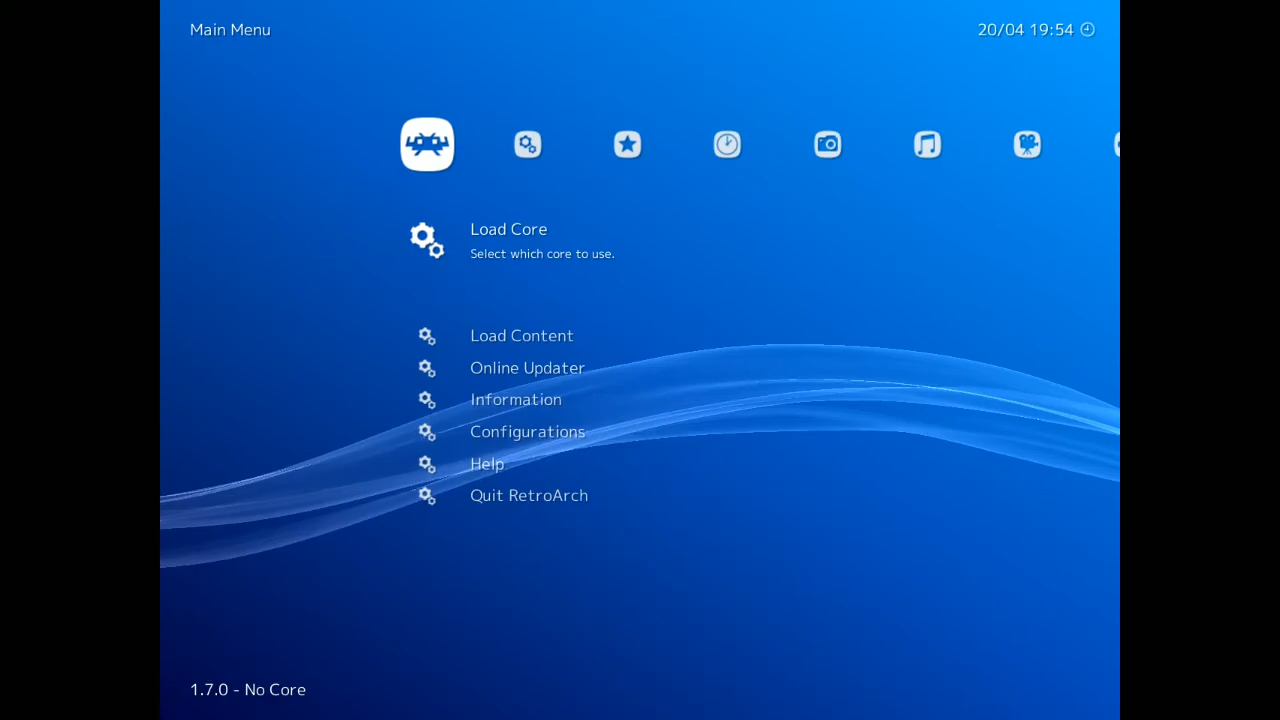 Main Menu
20/04 19:54
Load Core
Select which core to use.
Load Content
Online Updater
Information
Configurations
Help
Quit RetroArch
1.7.0 - No Core